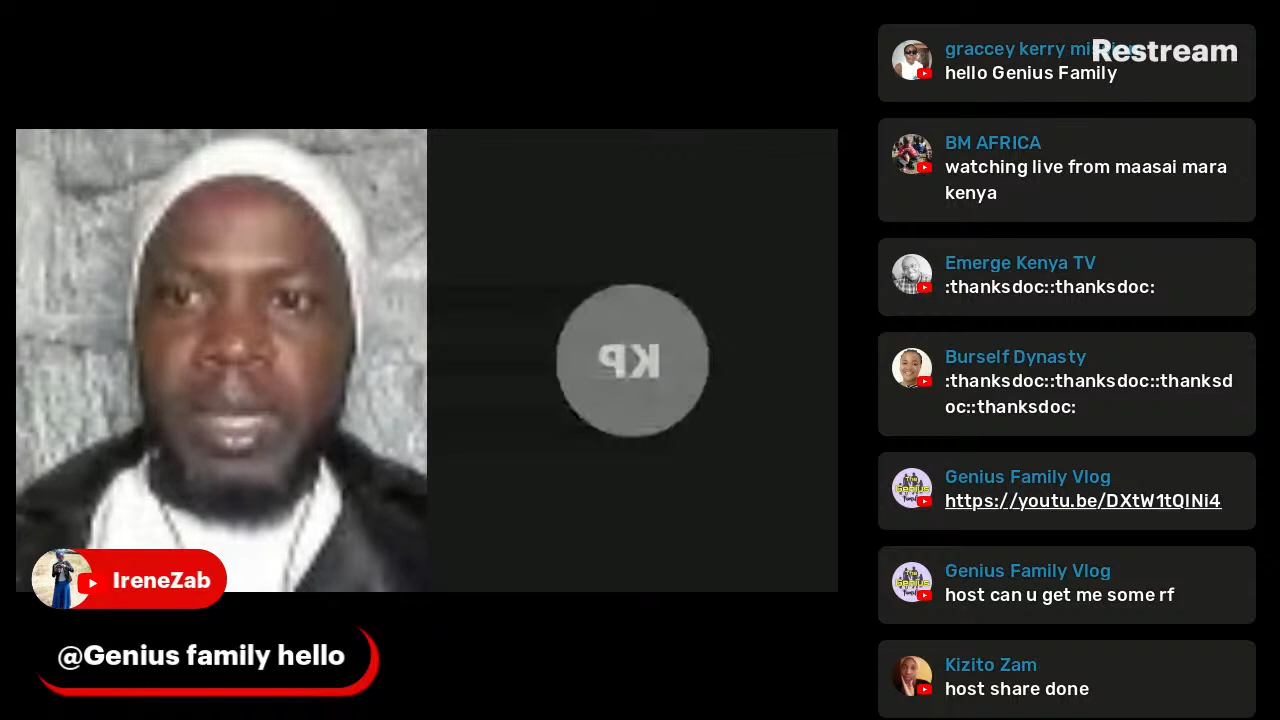 Restream
graccey kerry
hello Genius Family
BM AFRICA
watching live from maasai mara
kenya
Emerge Kenya TV
:thanksdoc::thanksdoc:
Burself Dynasty
:thanksdoc::thanksdoc::thanksd
oc::thanksdoc:
Genius Family Vlog
https://youtu.be/DXtW1tQlNi4
Genius Family Vlog
host can u get me some rf
Kizito Zam
host share done
KP
IreneZab
@Genius family hello